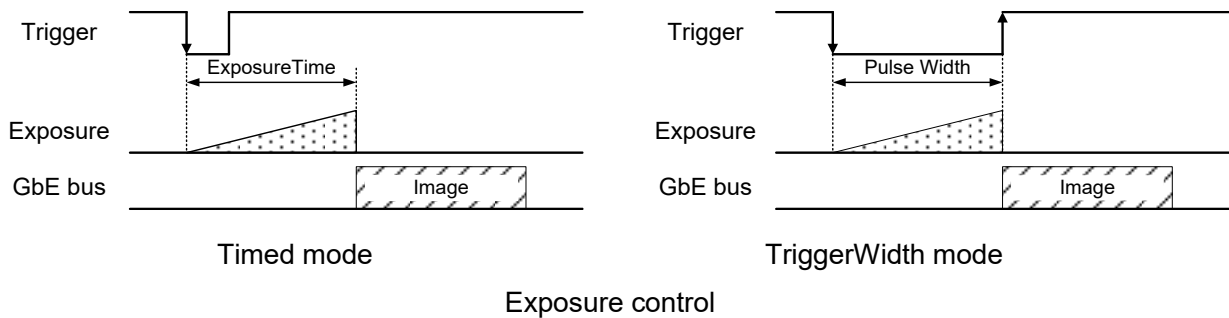 Trigger
ExposureTime
Exposure
GbE bus
Image
Timed mode
Trigger
Pulse Width
Exposure
GbE bus
Image
TriggerWidth mode
Exposure control